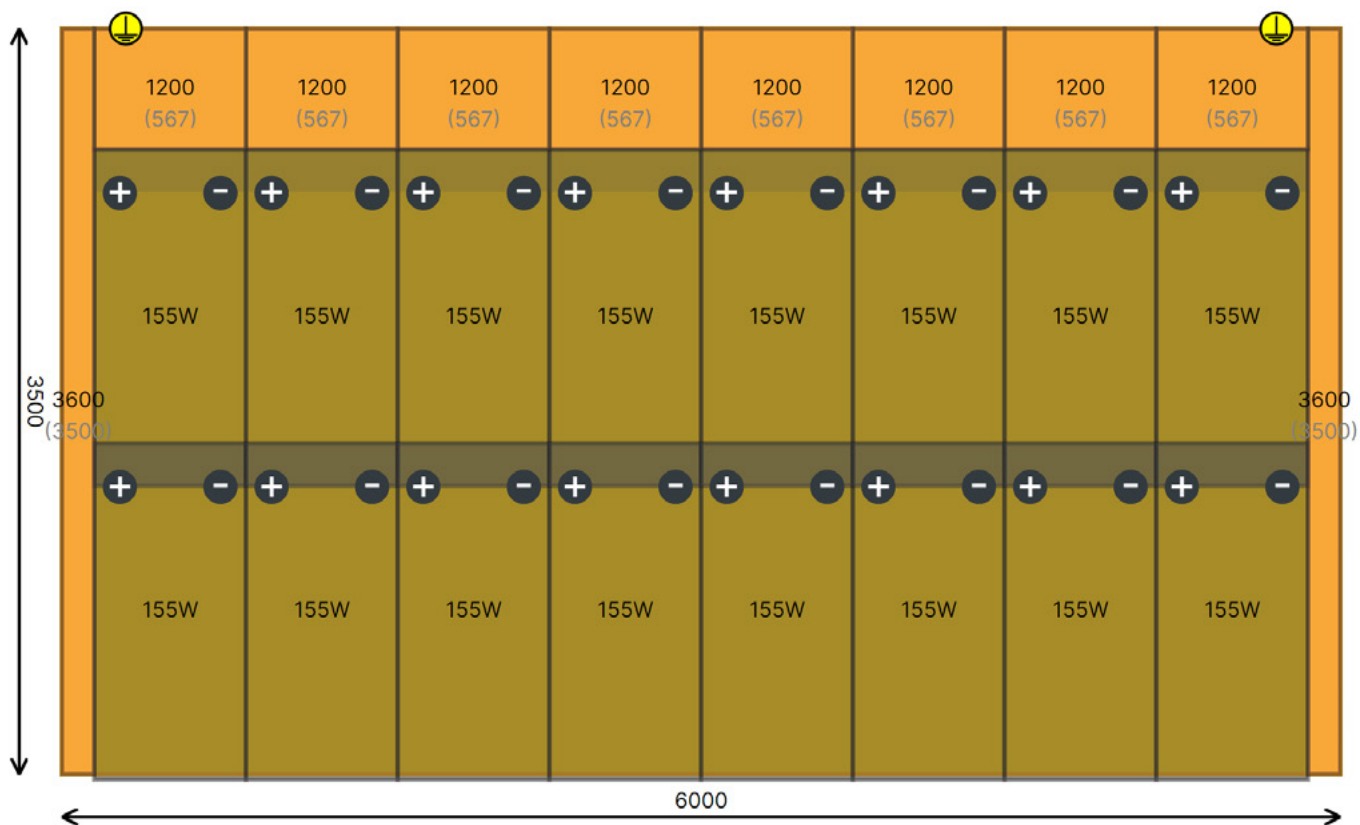 1200 1200 1200 1200 1200 1200 1200 1200
(567) (567) (567) (567) (567) (567) (567) (567)
+ - + - + - + - + - + - + - + -
155W 155W 155W 155W 155W 155W 155W 155W
3500
3600 3600
(3500) (3500)
+ - + - + - + - + - + - + - + -
155W 155W 155W 155W 155W 155W 155W 155W
6000